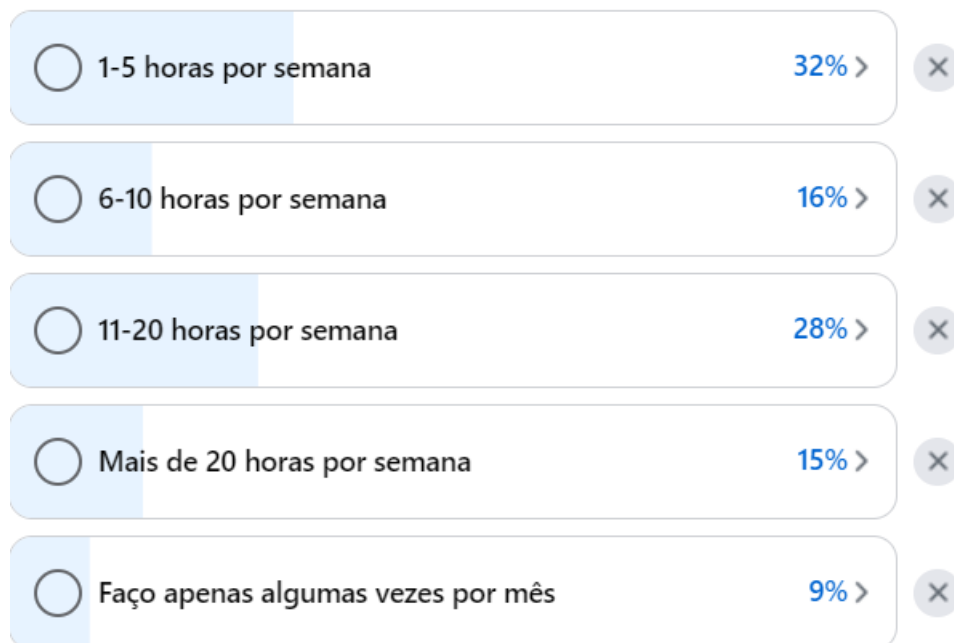 1-5 horas por semana 32%
6-10 horas por semana 16%
11-20 horas por semana 28%
Mais de 20 horas por semana 15%
Faço apenas algumas vezes por mês 9%